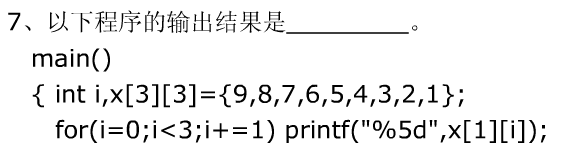 7、以下程序的输出结果是__________。
main()
{ int i,x[3][3]={9,8,7,6,5,4,3,2,1};
for(i=0;i<3;i+=1) printf("%5d",x[1][i]);